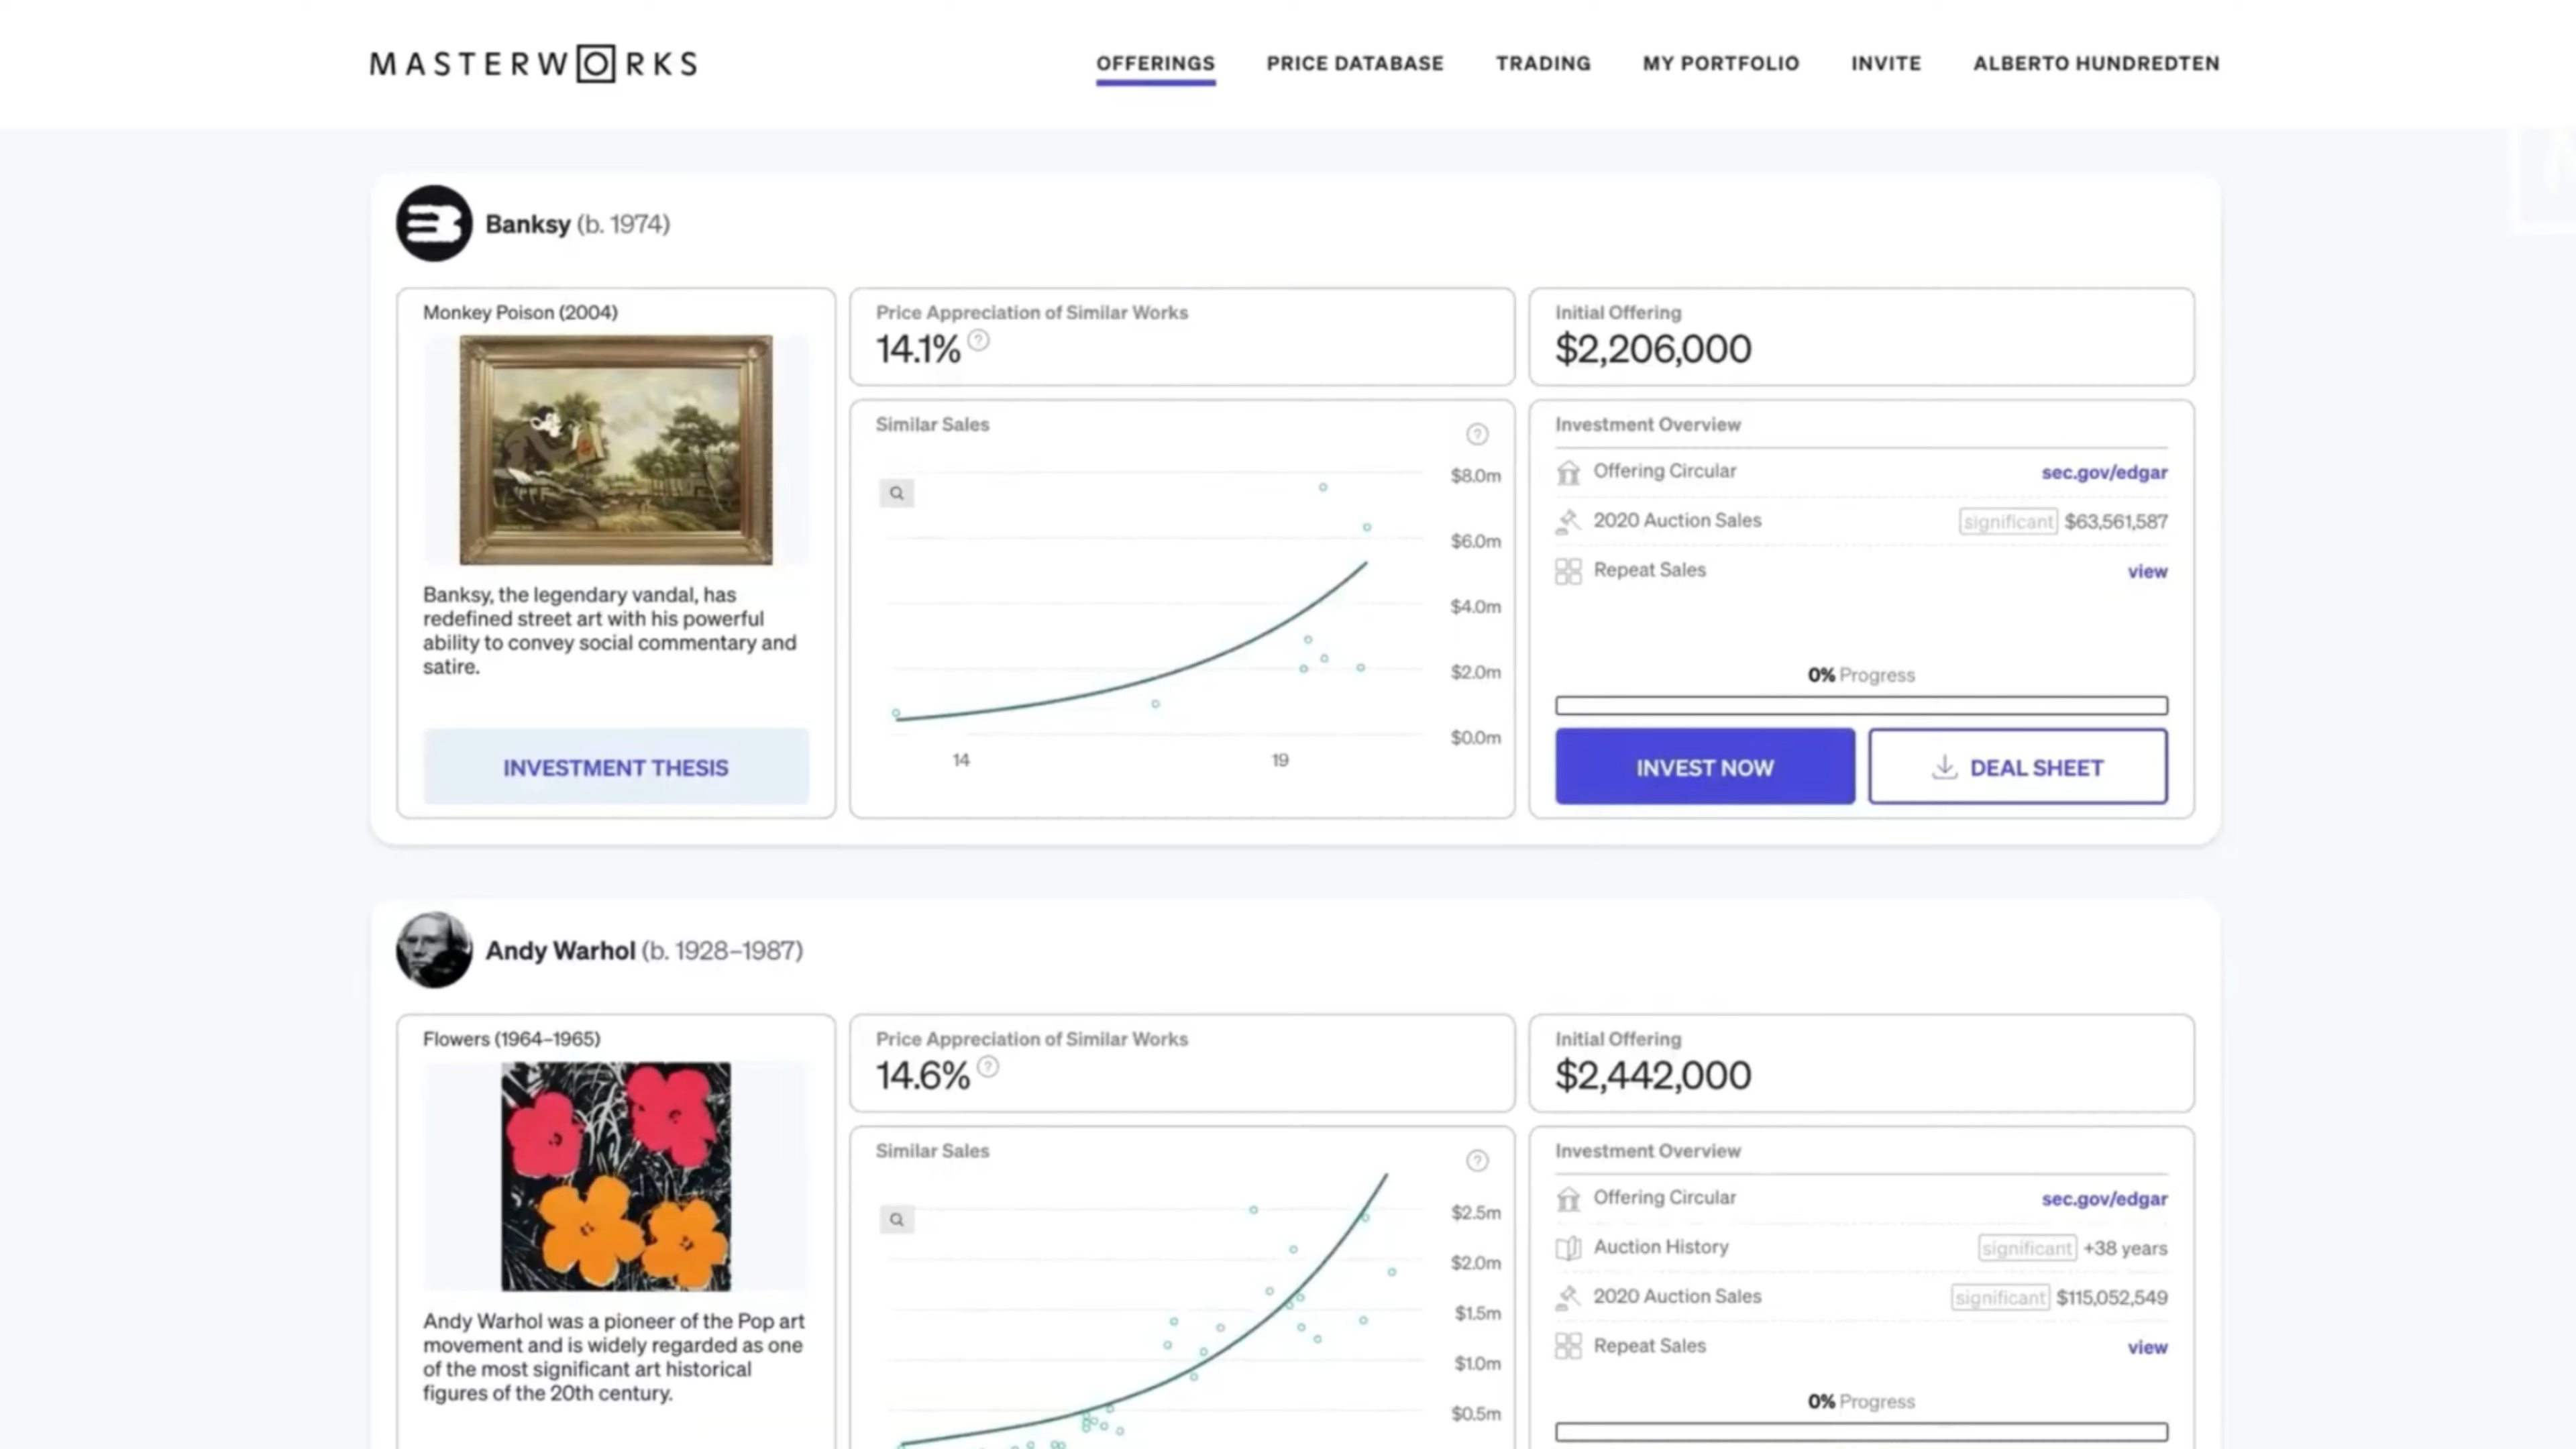 MASTERWORKS
OFFERINGS
PRICE DATABASE
TRADING
MY PORTFOLIO
INVITE
ALBERTO HUNDREDTEN
Banksy (b. 1974)
Monkey Poison (2004)
Banksy, the legendary vandal, has
redefined street art with his powerful
ability to convey social commentary and
satire.
INVESTMENT THESIS
Price Appreciation of Similar Works
14.1% ?
Similar Sales
?
$8.0m
$6.0m
$4.0m
$2.0m
$0.0m
14
19
Initial Offering
$2,206,000
Investment Overview
Offering Circular sec.gov/edgar
2020 Auction Sales significant $63,561,587
Repeat Sales view
0% Progress
INVEST NOW
DEAL SHEET
Andy Warhol (b. 1928–1987)
Flowers (1964–1965)
Andy Warhol was a pioneer of the Pop art
movement and is widely regarded as one
of the most significant art historical
figures of the 20th century.
Price Appreciation of Similar Works
14.6% ?
Similar Sales
?
$2.5m
$2.0m
$1.5m
$1.0m
$0.5m
Initial Offering
$2,442,000
Investment Overview
Offering Circular sec.gov/edgar
Auction History significant +38 years
2020 Auction Sales significant $115,052,549
Repeat Sales view
0% Progress